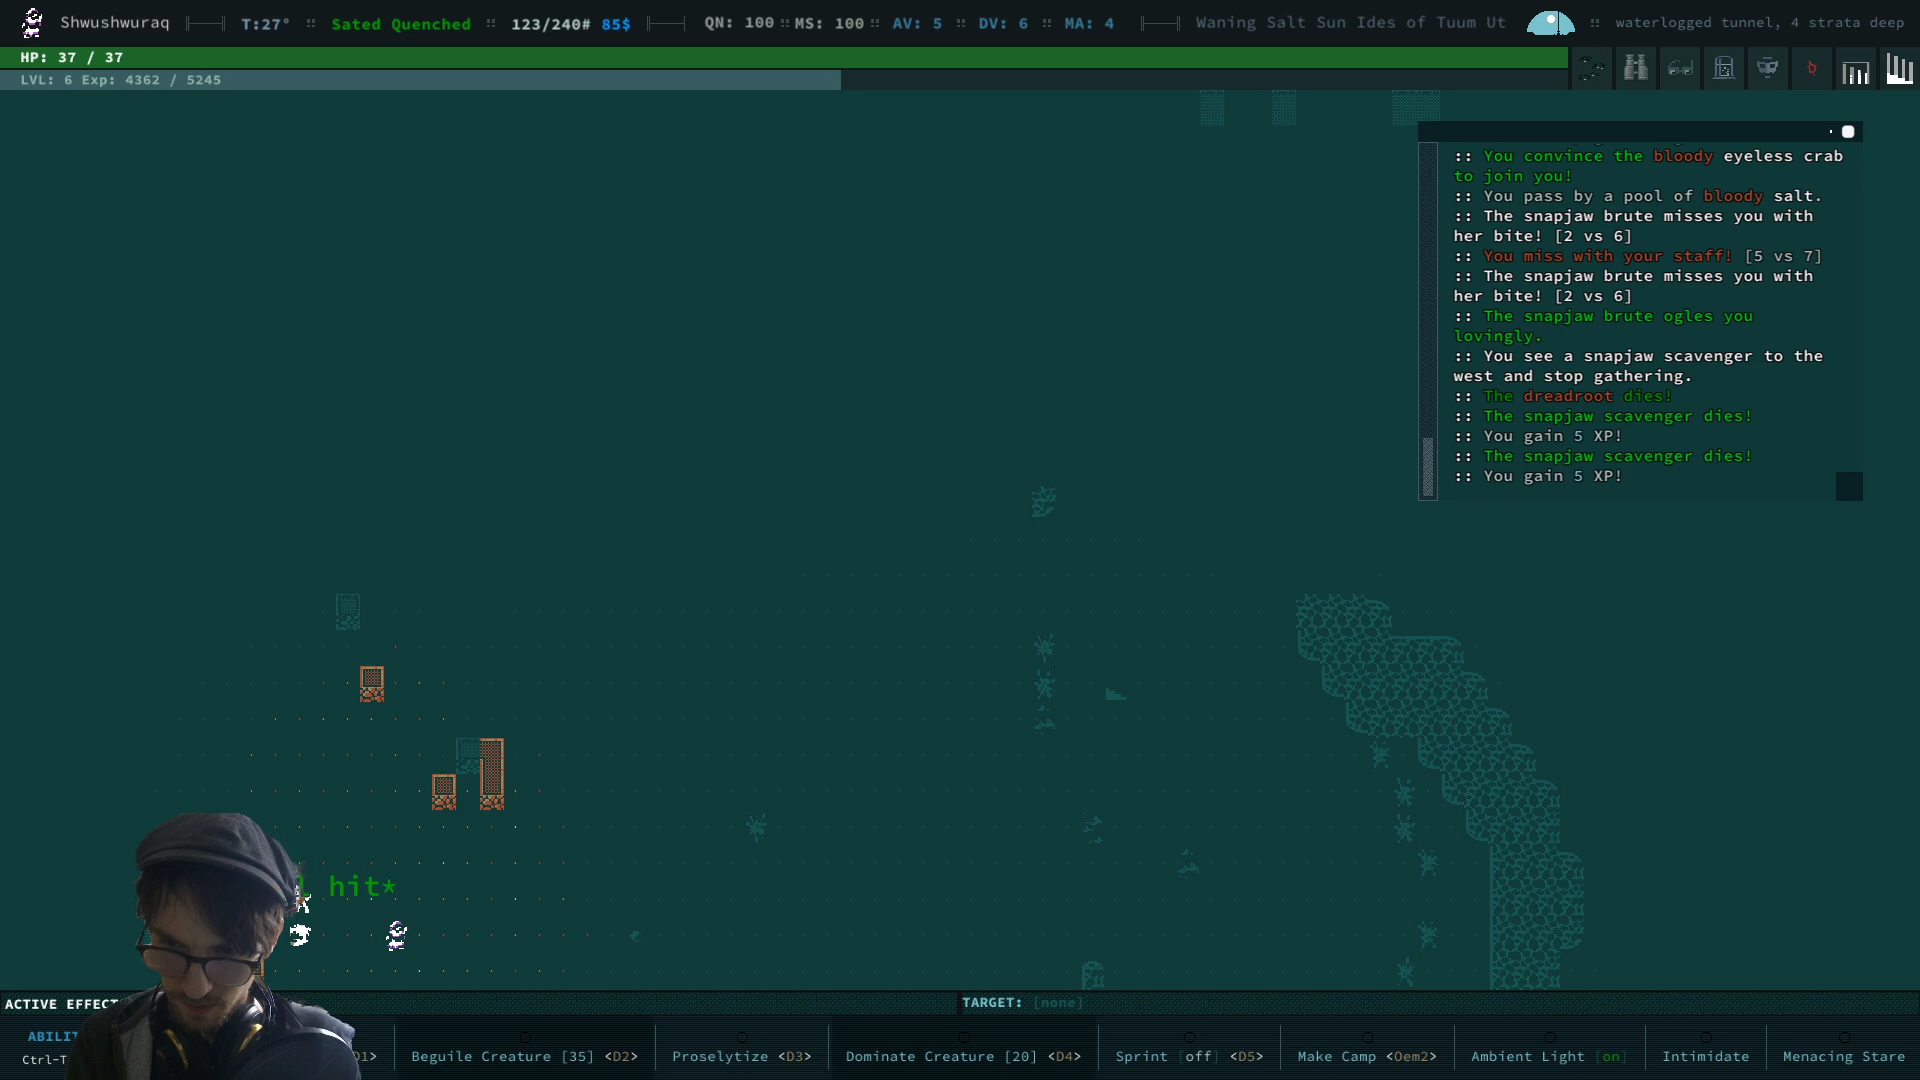 Shwushwuraq T:27° :: Sated Quenched :: 123/240# 85$ QN: 100 :: MS: 100 :: AV: 5 :: DV: 6 :: MA: 4 Waning Salt Sun Ides of Tuum Ut :: waterlogged tunnel, 4 strata deep
HP: 37 / 37
LVL: 6 Exp: 4362 / 5245
:: You convince the bloody eyeless crab
to join you!
:: You pass by a pool of bloody salt.
:: The snapjaw brute misses you with
her bite! [2 vs 6]
:: You miss with your staff! [5 vs 7]
:: The snapjaw brute misses you with
her bite! [2 vs 6]
:: The snapjaw brute ogles you
lovingly.
:: You see a snapjaw scavenger to the
west and stop gathering.
:: The dreadroot dies!
:: The snapjaw scavenger dies!
:: You gain 5 XP!
:: The snapjaw scavenger dies!
:: You gain 5 XP!
hit*
ACTIVE EFFECT
TARGET: [none]
ABILIT
Ctrl-T
D1> Beguile Creature [35] <D2> Proselytize <D3> Dominate Creature [20] <D4> Sprint [off] <D5> Make Camp <Oem2> Ambient Light [on] Intimidate Menacing Stare